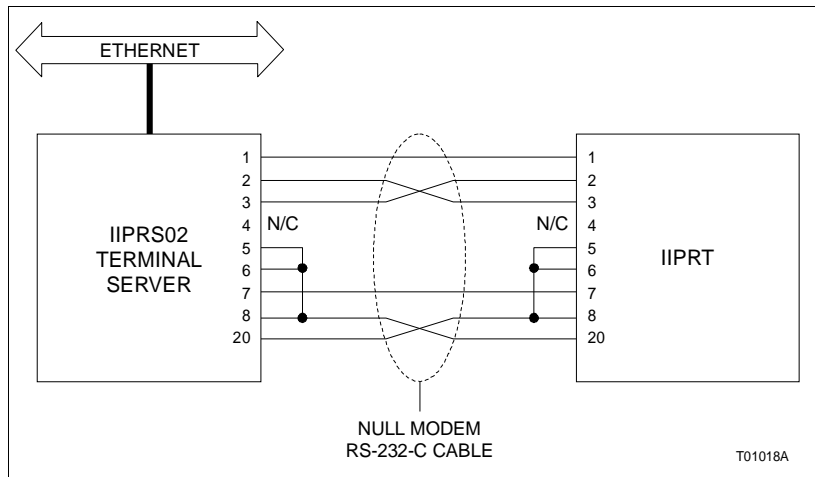 ETHERNET
IIPRS02
TERMINAL
SERVER
1
2
3
4
5
6
7
8
20
N/C
N/C
1
2
3
4
5
6
7
8
20
IIPRT
NULL MODEM
RS-232-C CABLE
T01018A